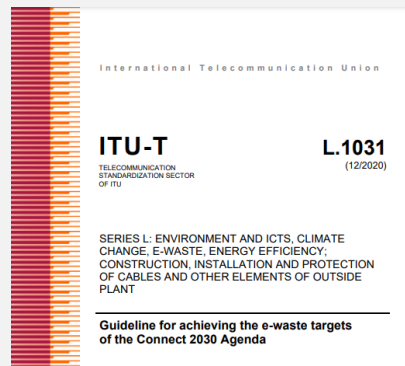 International Telecommunication Union
ITU-T
L.1031
TELECOMMUNICATION
STANDARDIZATION SECTOR
OF ITU
(12/2020)
SERIES L: ENVIRONMENT AND ICTS, CLIMATE
CHANGE, E-WASTE, ENERGY EFFICIENCY;
CONSTRUCTION, INSTALLATION AND PROTECTION
OF CABLES AND OTHER ELEMENTS OF OUTSIDE
PLANT
Guideline for achieving the e-waste targets
of the Connect 2030 Agenda